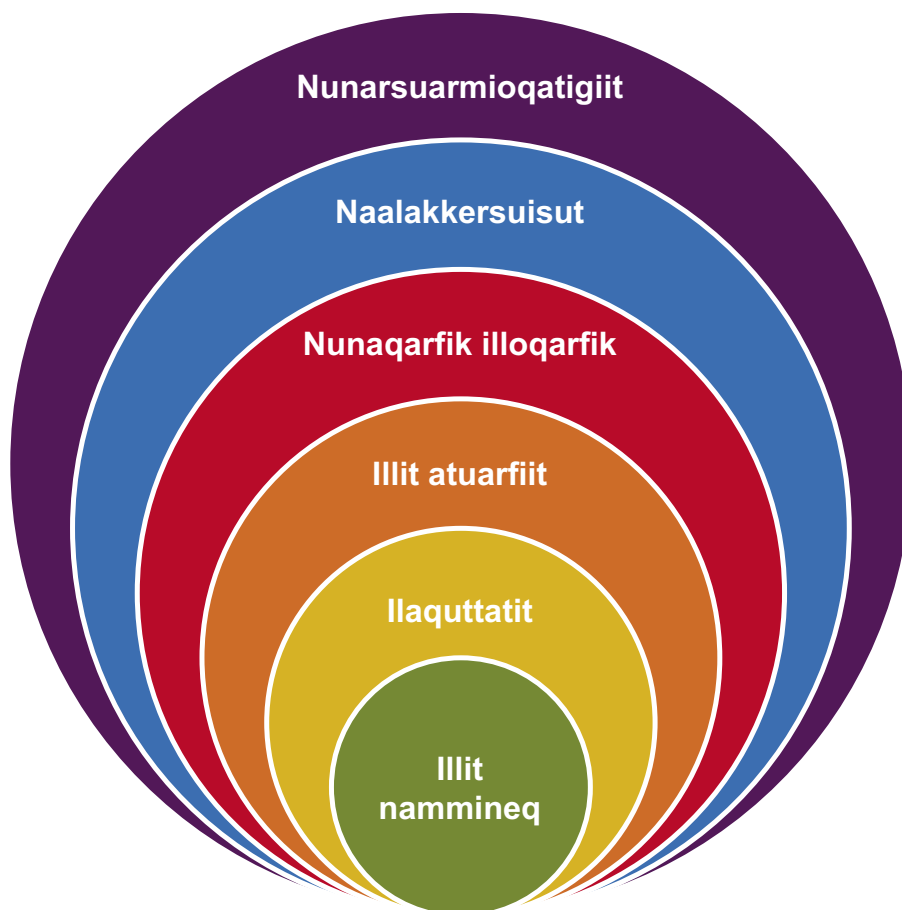 Nunarsuarmioqatigiit
Naalakkersuisut
Nunaqarfik illoqarfik
Illit atuarfiit
Ilaquttatit
Illit
nammineq